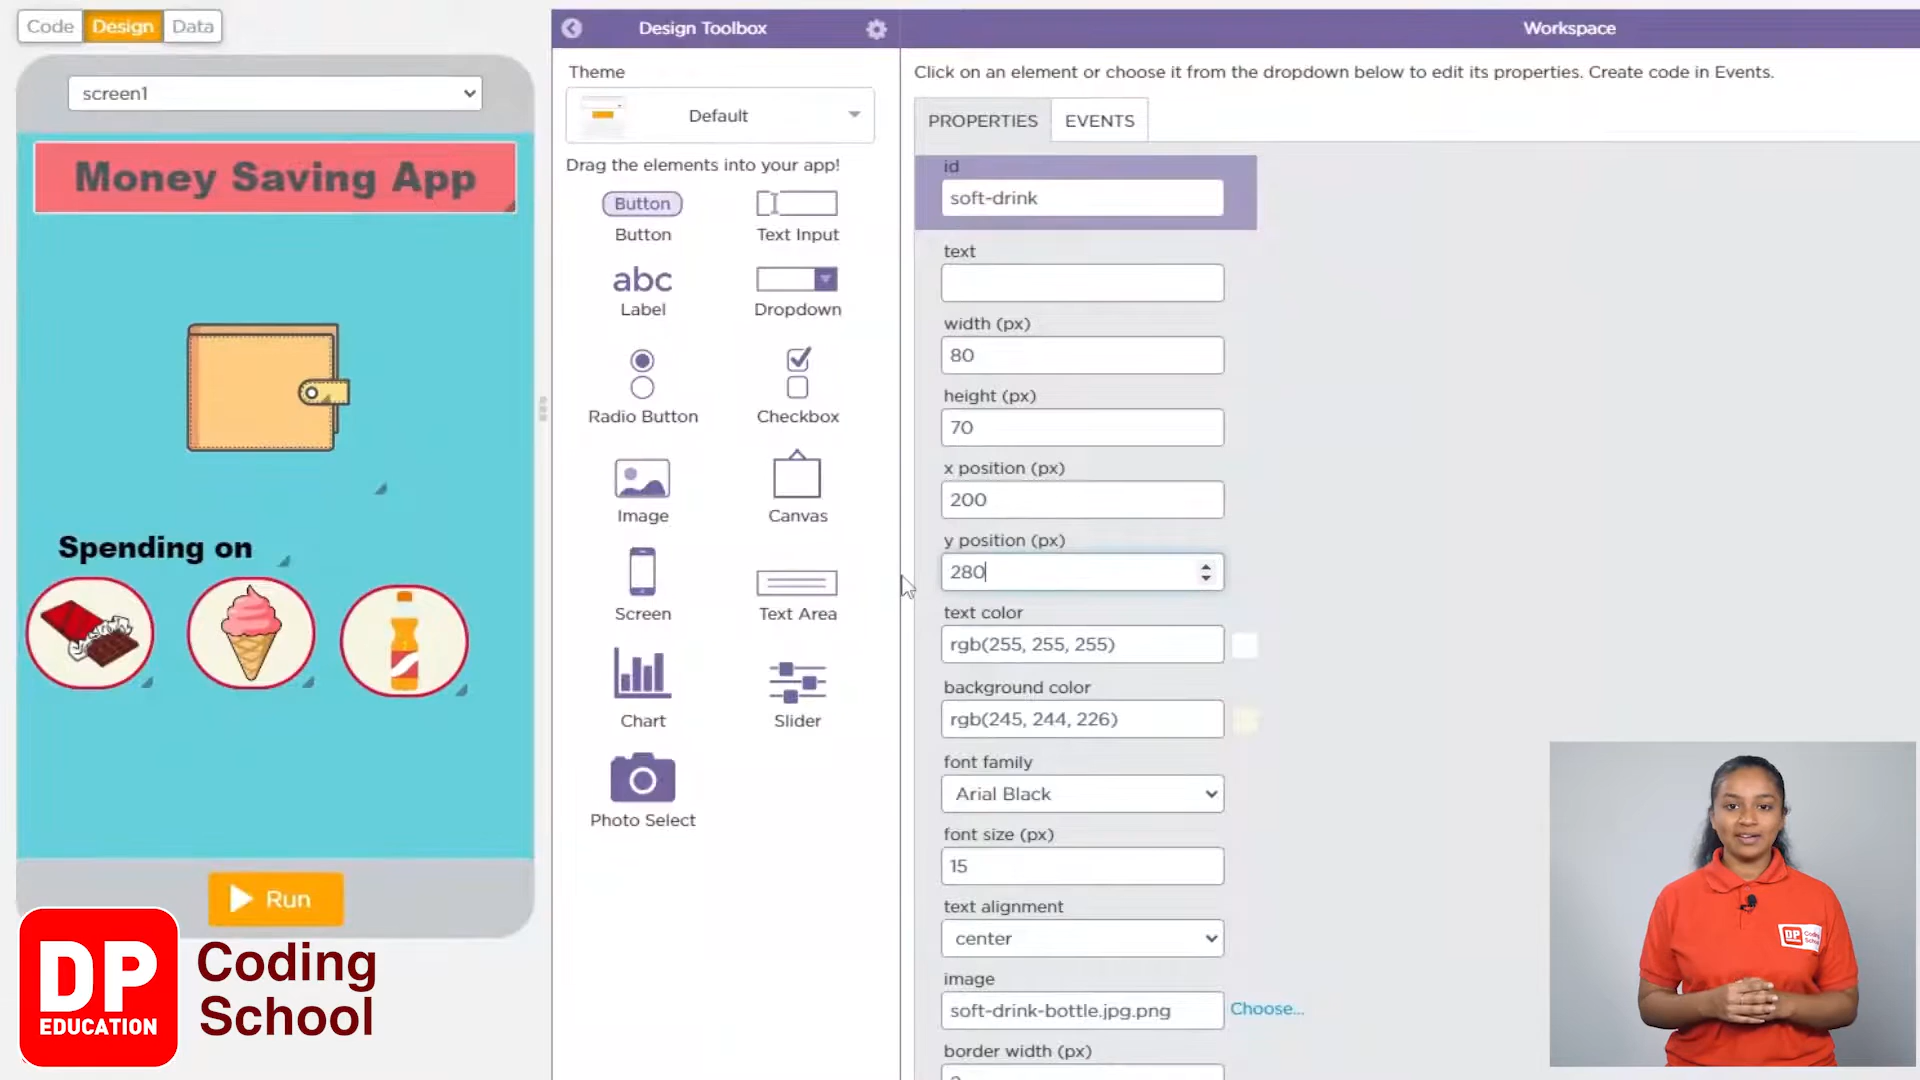 Code Design Data
screen1
Money Saving App
Spending on
Run
DP
EDUCATION
Coding
School
Design Toolbox
Theme
Default
Drag the elements into your app!
Button
Button
Text Input
abc
Label
Dropdown
Radio Button
Checkbox
Image
Canvas
Screen
Text Area
Chart
Slider
Photo Select
Workspace
Click on an element or choose it from the dropdown below to edit its properties. Create code in Events.
PROPERTIES EVENTS
id
soft-drink
text
width (px)
80
height (px)
70
x position (px)
200
y position (px)
280
text color
rgb(255, 255, 255)
background color
rgb(245, 244, 226)
font family
Arial Black
font size (px)
15
text alignment
center
image
soft-drink-bottle.jpg.png Choose...
border width (px)
DP Coding